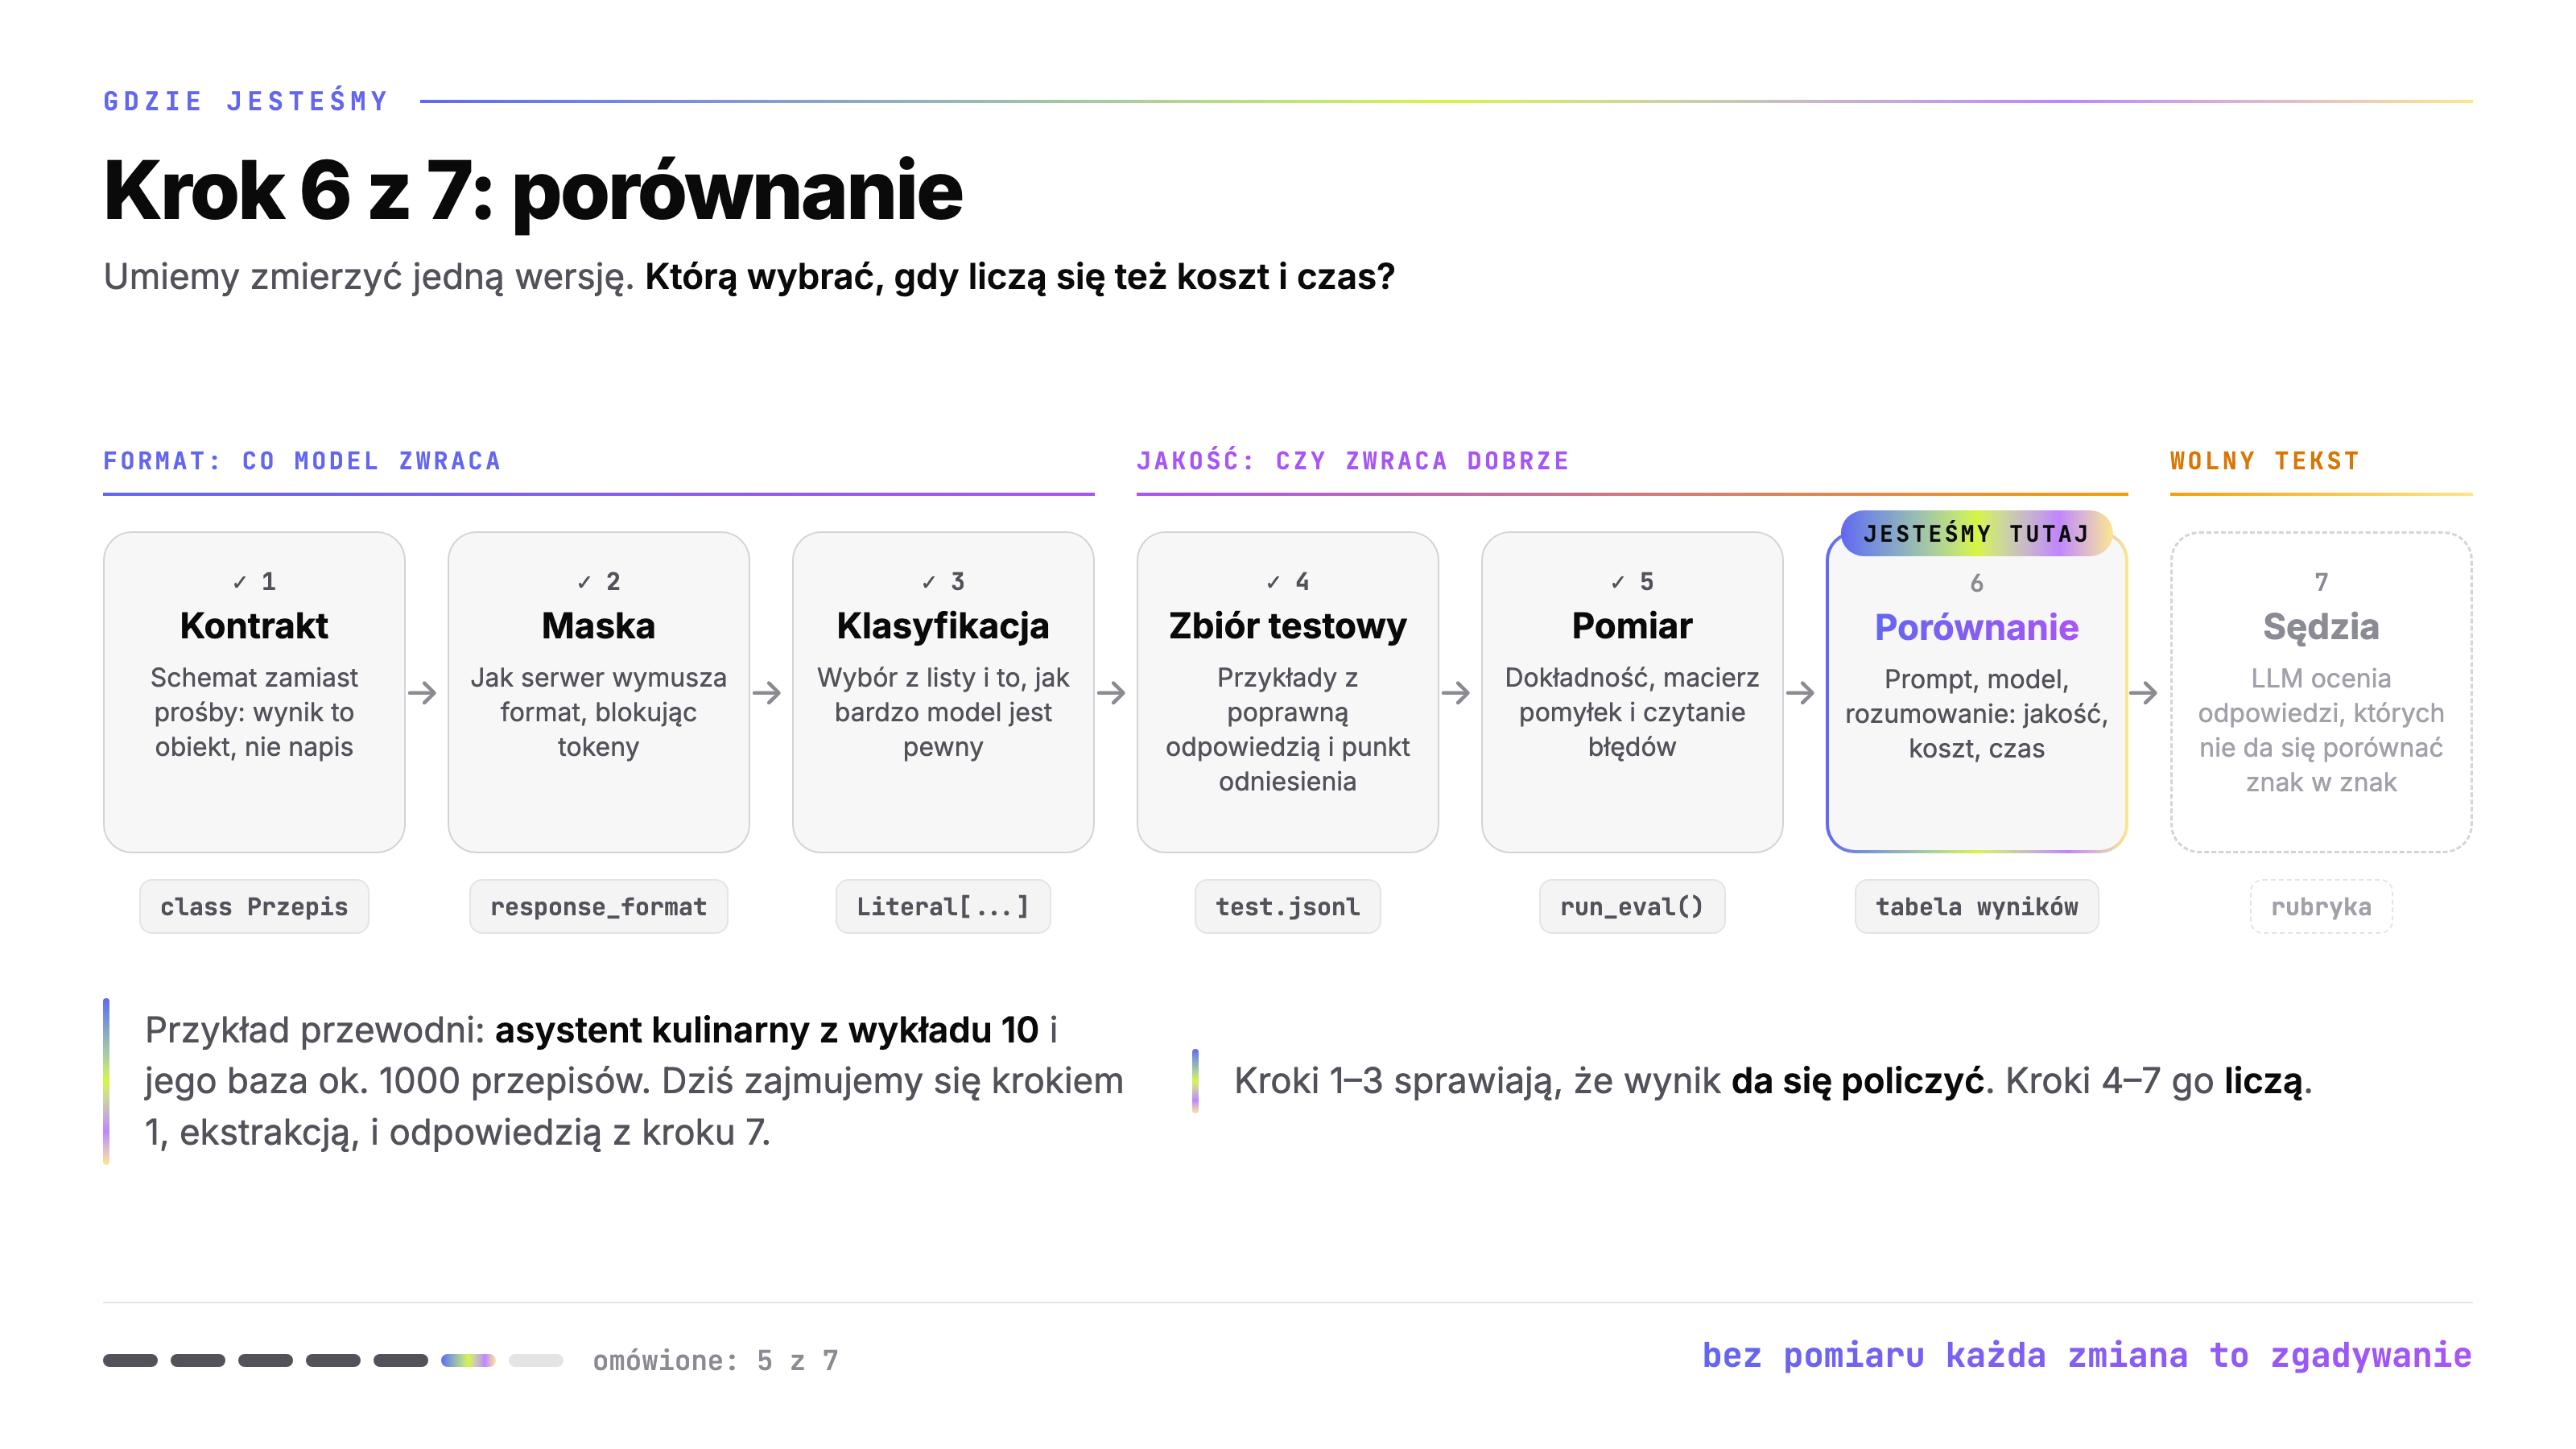 GDZIE JESTEŚMY
Krok 6 z 7: porównanie
Umiemy zmierzyć jedną wersję. Którą wybrać, gdy liczą się też koszt i czas?
FORMAT: CO MODEL ZWRACA
✓ 1
Kontrakt
Schemat zamiast
prośby: wynik to
obiekt, nie napis
class Przepis
✓ 2
Maska
Jak serwer wymusza
format, blokując
tokeny
response_format
✓ 3
Klasyfikacja
Wybór z listy i to, jak
bardzo model jest
pewny
Literal[...]
JAKOŚĆ: CZY ZWRACA DOBRZE
✓ 4
Zbiór testowy
Przykłady z
poprawną
odpowiedzią i punkt
odniesienia
test.jsonl
✓ 5
Pomiar
Dokładność, macierz
pomyłek i czytanie
błędów
run_eval()
JESTEŚMY TUTAJ
6
Porównanie
Prompt, model,
rozumowanie: jakość,
koszt, czas
tabela wyników
WOLNY TEKST
7
Sędzia
LLM ocenia
odpowiedzi, których
nie da się porównać
znak w znak
rubryka
Przykład przewodni: asystent kulinarny z wykładu 10 i
jego baza ok. 1000 przepisów. Dziś zajmujemy się krokiem
1, ekstrakcją, i odpowiedzią z kroku 7.
Kroki 1–3 sprawiają, że wynik da się policzyć. Kroki 4–7 go liczą.
omówione: 5 z 7
bez pomiaru każda zmiana to zgadywanie